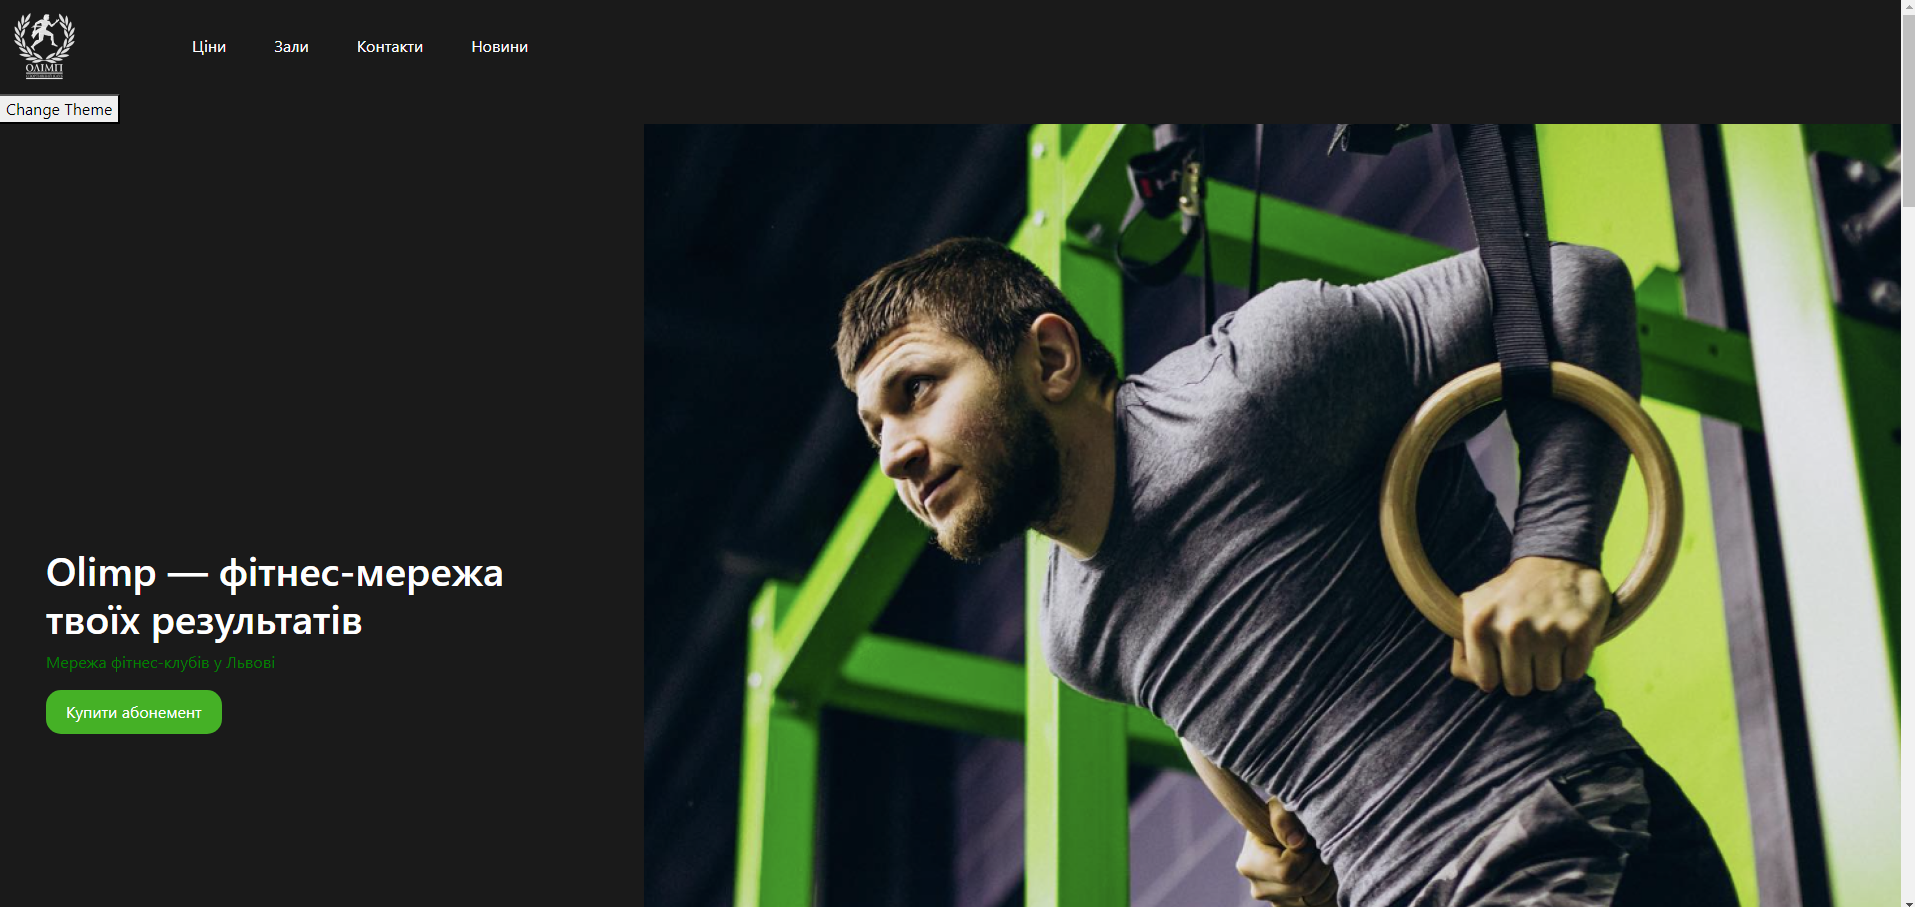 Ціни
Зали
Контакти
Новини
ОЛІМП
Change Theme
Olimp — фітнес-мережа
твоїх результатів
Мережа фітнес-клубів у Львові
Купити абонемент